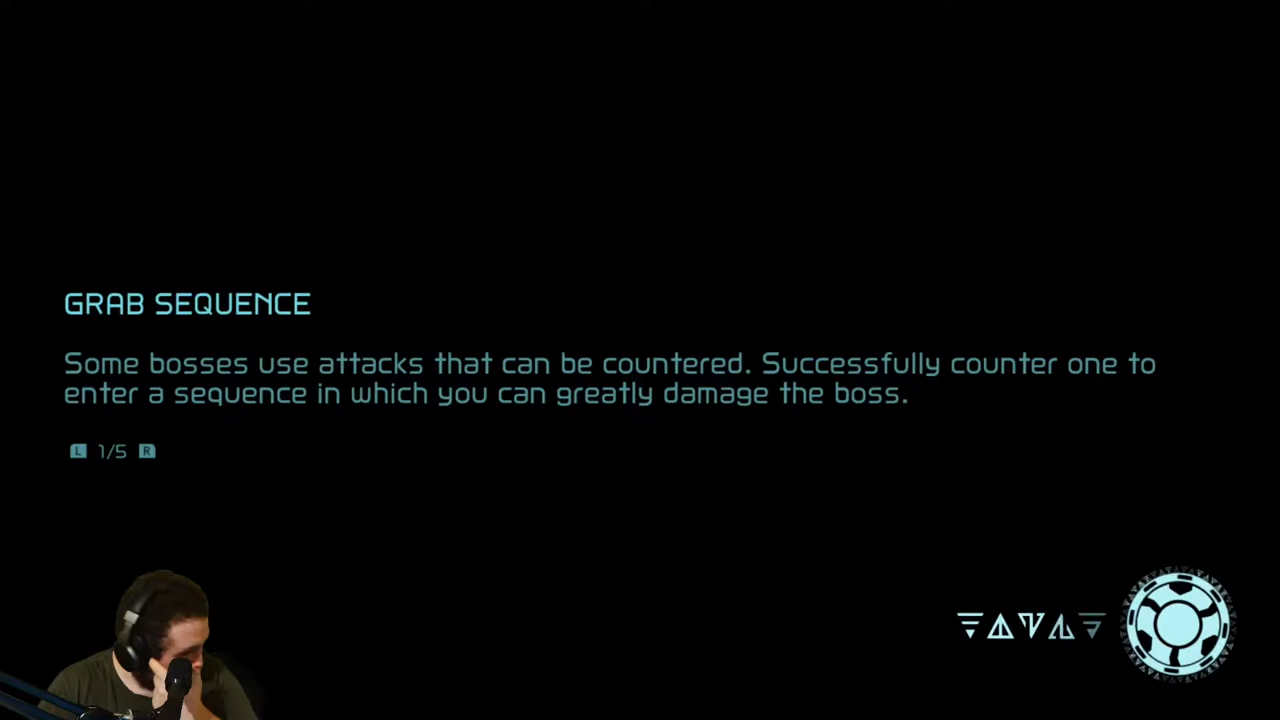 GRAB SEQUENCE
Some bosses use attacks that can be countered. Successfully counter one to
enter a sequence in which you can greatly damage the boss.
L 1/5 R